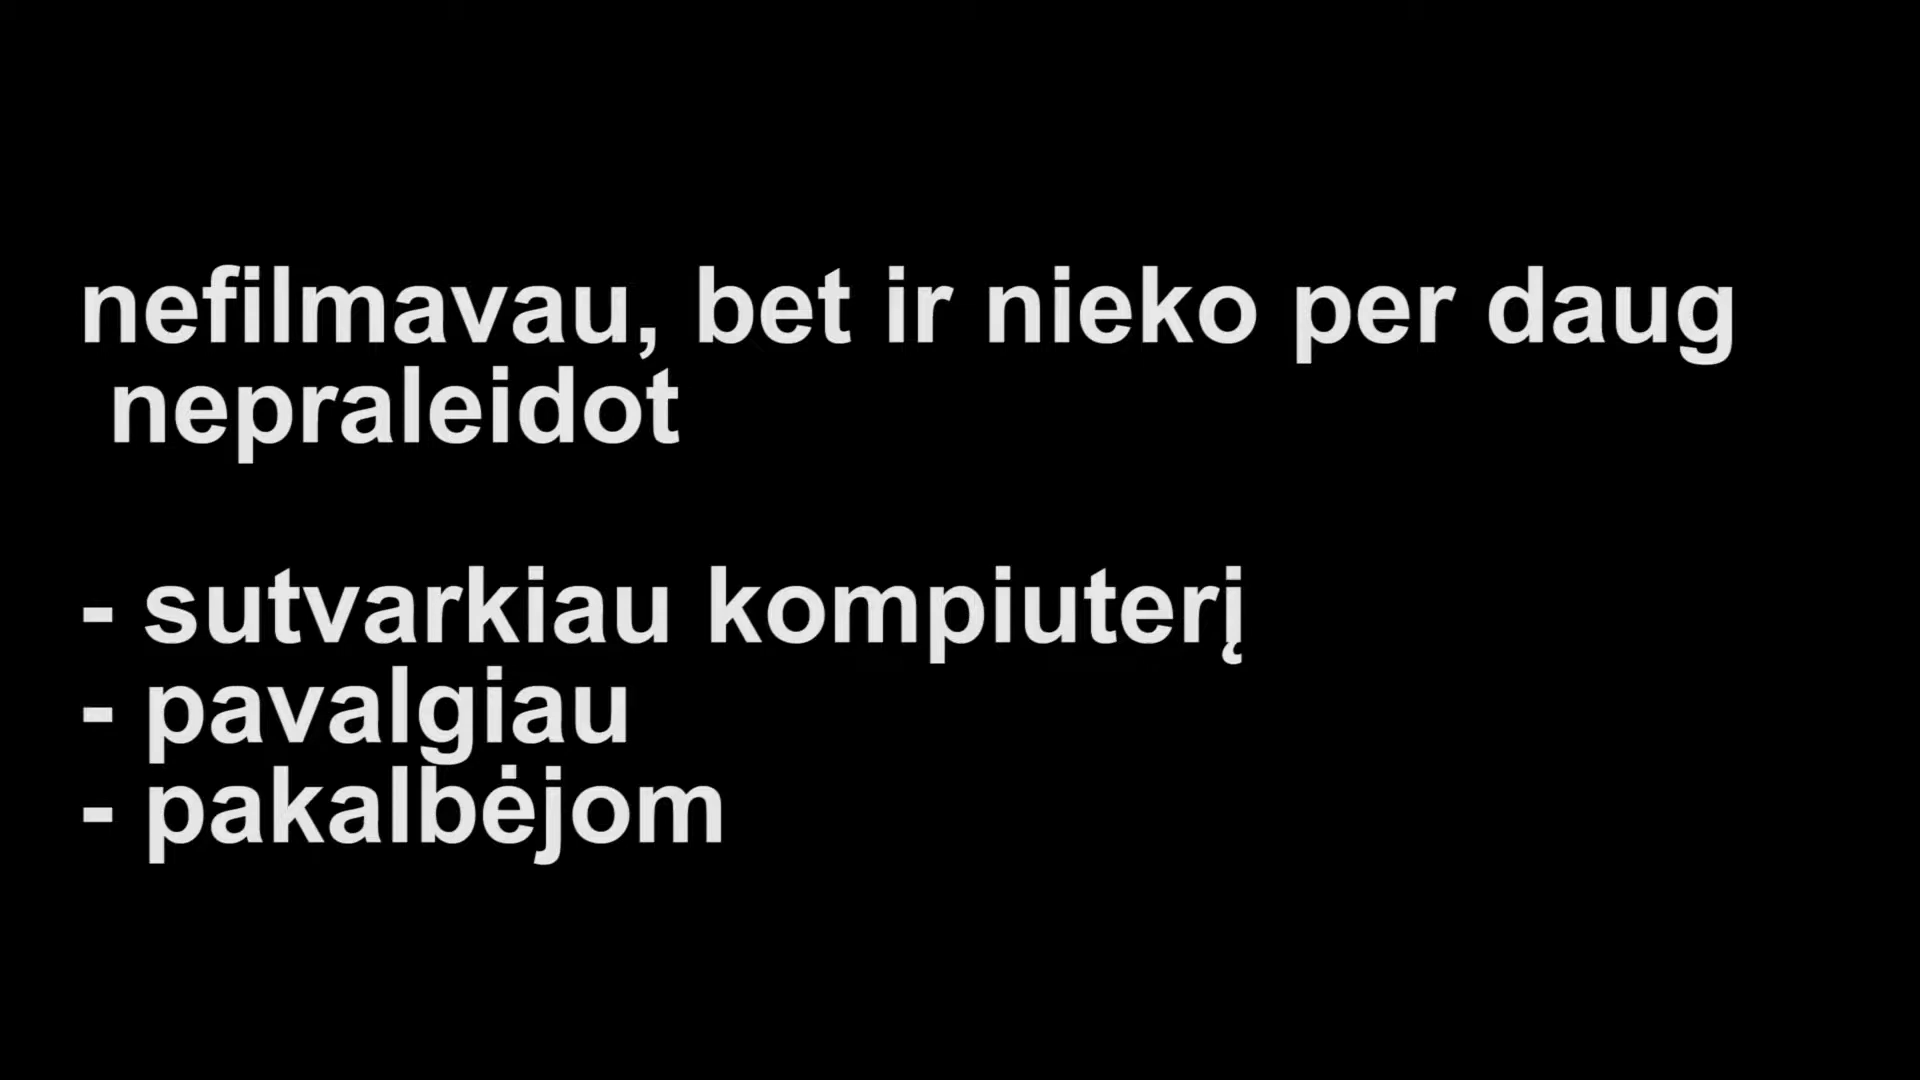 nefilmavau, bet ir nieko per daug
nepraleidot
- sutvarkiau kompiuterį
- pavalgiau
- pakalbėjom